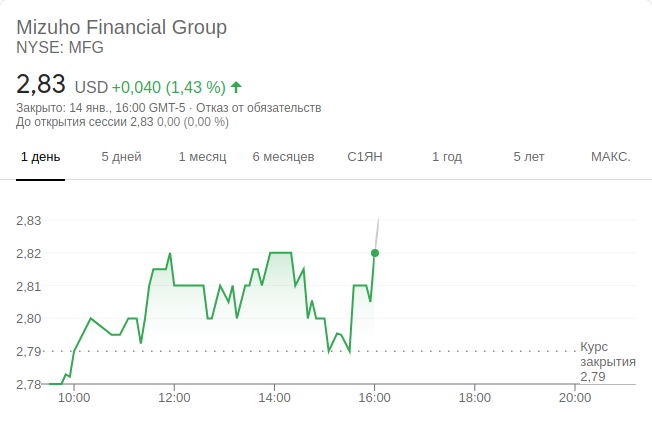 Mizuho Financial Group
NYSE: MFG
2,83 USD +0,040 (1,43 %)
Закрыто: 14 янв., 16:00 GMT-5 · Отказ от обязательств
До открытия сессии 2,83 0,00 (0,00 %)
1 день 5 дней 1 месяц 6 месяцев С1ЯН 1 год 5 лет МАКС.
2,83
2,82
2,81
2,80
2,79
Курс
закрытия
2,79
2,78
10:00 12:00 14:00 16:00 18:00 20:00